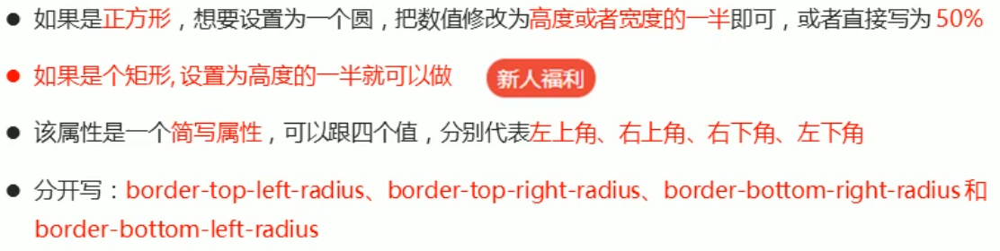 ● 如果是正方形，想要设置为一个圆，把数值修改为高度或者宽度的一半即可，或者直接写为 50%
● 如果是个矩形, 设置为高度的一半就可以做 新人福利
● 该属性是一个简写属性，可以跟四个值，分别代表左上角、右上角、右下角、左下角
● 分开写：border-top-left-radius、border-top-right-radius、border-bottom-right-radius 和
border-bottom-left-radius